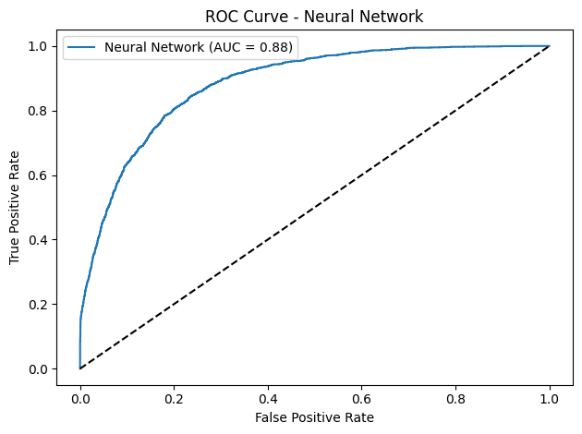 ROC Curve - Neural Network
Neural Network (AUC = 0.88)
1.0
0.8
0.6
0.4
0.2
0.0
True Positive Rate
0.0 0.2 0.4 0.6 0.8 1.0
False Positive Rate